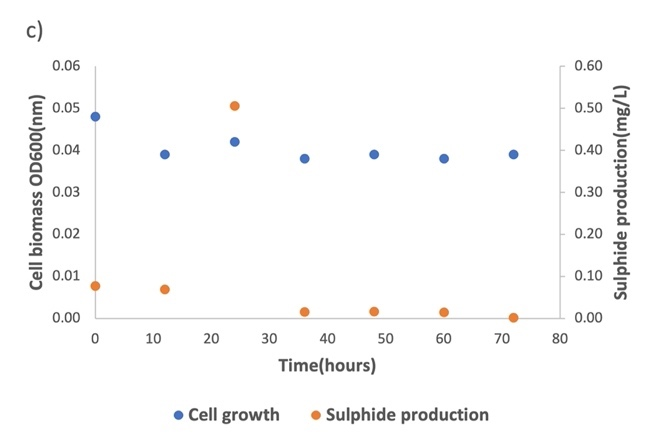 c)
0.06 0.60
0.05 0.50
0.04 0.40
0.03 0.30
0.02 0.20
0.01 0.10
0.00 0.00
Cell biomass OD600(nm)
Sulphide production(mg/L)
0 10 20 30 40 50 60 70 80
Time(hours)
Cell growth Sulphide production